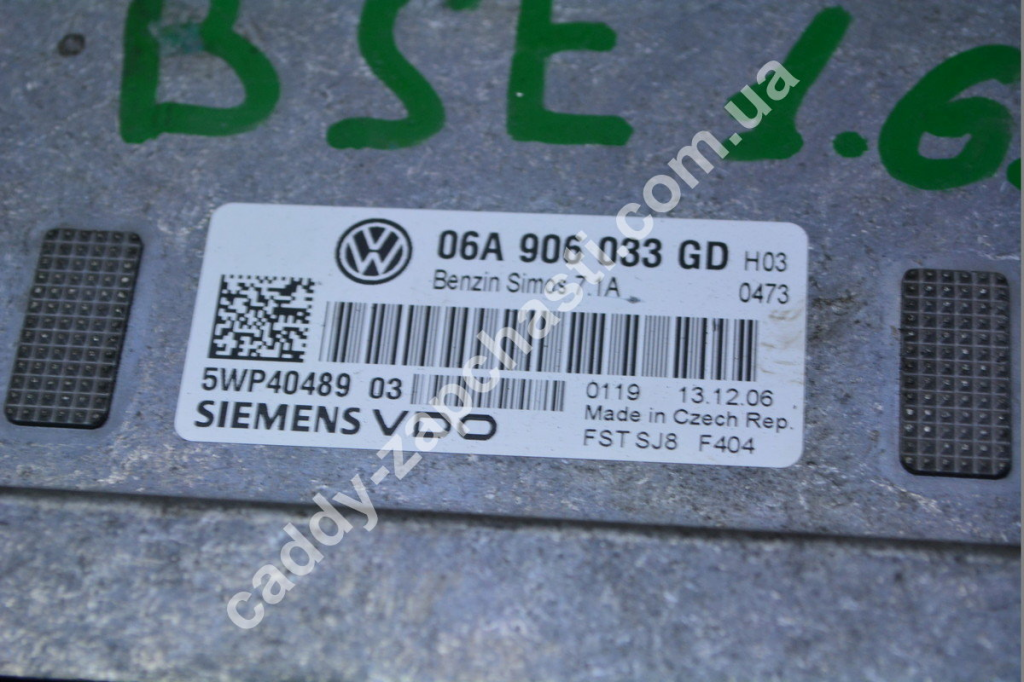 BSE 1.6
06A 906 033 GD H03
Benzin Simos 7.1A 0473
5WP40489 03
0119 13.12.06
SIEMENS VDO
Made in Czech Rep.
FST SJ8 F404
caddy-zapchasti.com.ua